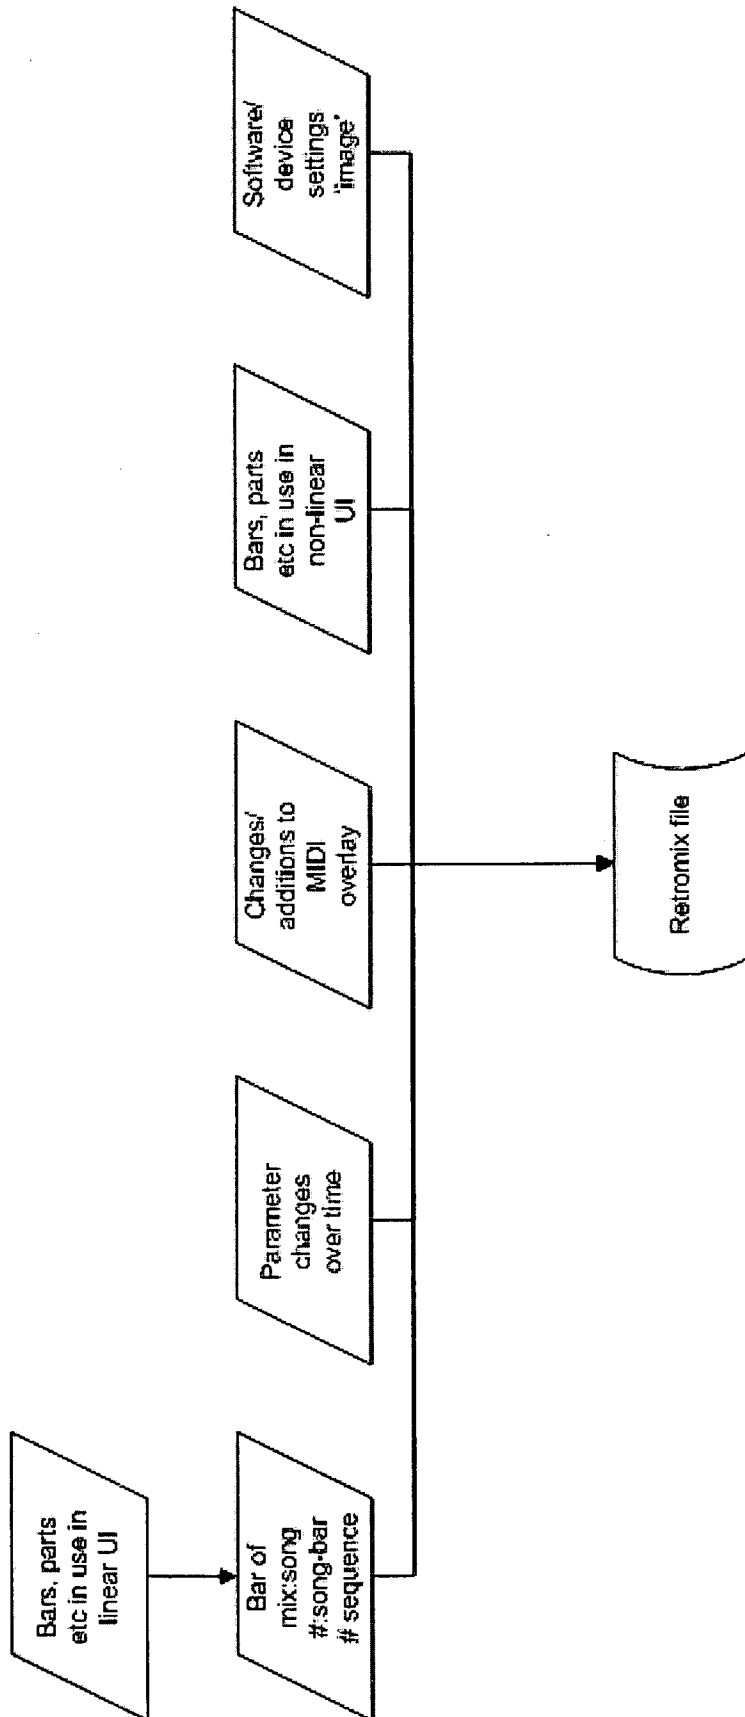 Bars, parts
etc in use in
linear UI
Bar of
mix:song
#:song-bar
# sequence
Parameter
changes
over time
Changes/
additions to
MIDI
overlay
Bars, parts
etc in use in
non-linear
UI
Software/
device
settings
'image'
Retromix file